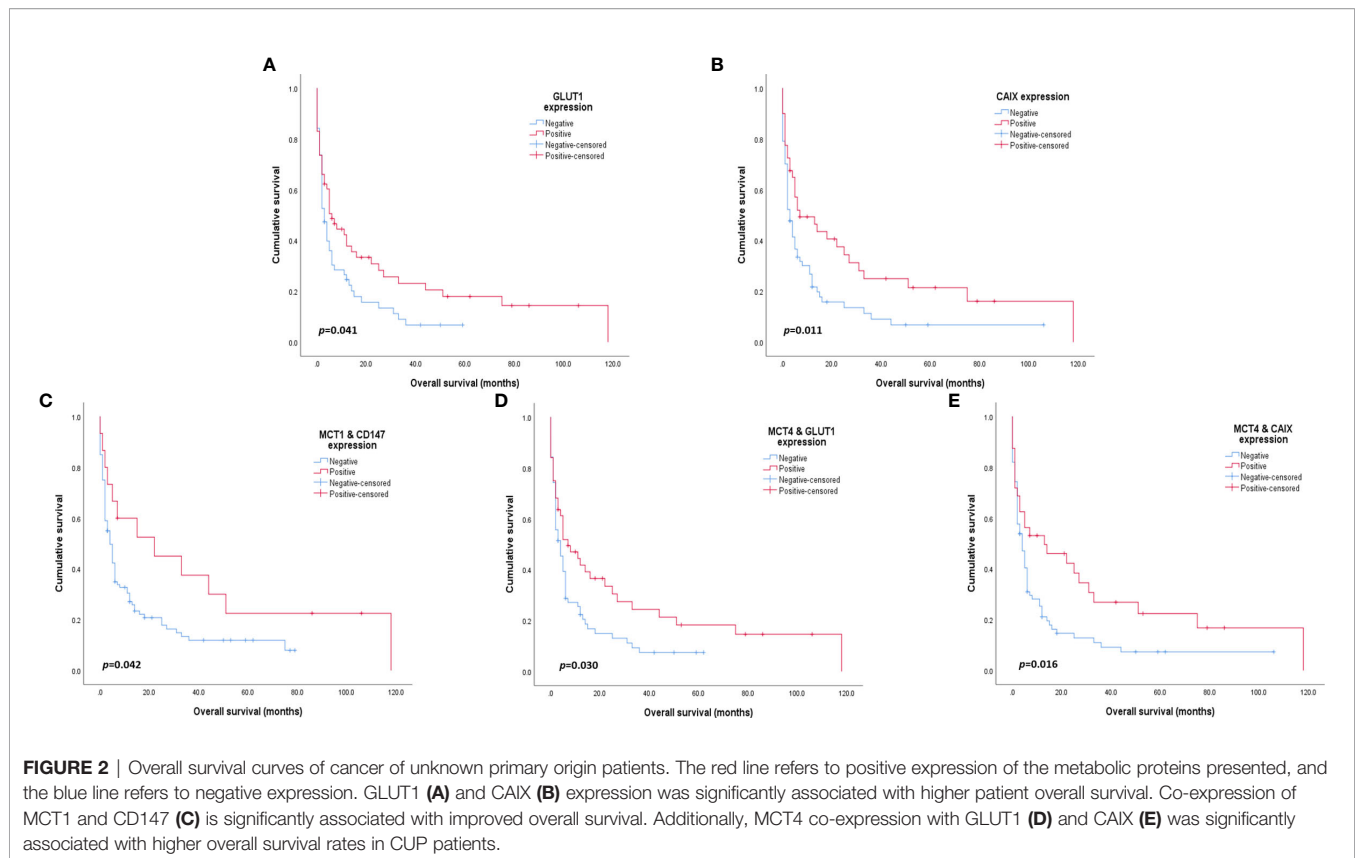 A
GLUT1
expression
Negative
Positive
Negative-censored
Positive-censored
Cumulative survival
1.0
0.8
0.6
0.4
0.2
0.0
p=0.041
.0 20.0 40.0 60.0 80.0 100.0 120.0
Overall survival (months)
B
CAIX expression
Negative
Positive
Negative-censored
Positive-censored
Cumulative survival
1.0
0.8
0.6
0.4
0.2
0.0
p=0.011
.0 20.0 40.0 60.0 80.0 100.0 120.0
Overall survival (months)
C
MCT1 & CD147
expression
Negative
Positive
Negative-censored
Positive-censored
Cumulative survival
1.0
0.8
0.6
0.4
0.2
0.0
p=0.042
.0 20.0 40.0 60.0 80.0 100.0 120.0
Overall survival (months)
D
MCT4 & GLUT1
expression
Negative
Positive
Negative-censored
Positive-censored
Cumulative survival
1.0
0.8
0.6
0.4
0.2
0.0
p=0.030
.0 20.0 40.0 60.0 80.0 100.0 120.0
Overall survival (months)
E
MCT4 & CAIX
expression
Negative
Positive
Negative-censored
Positive-censored
Cumulative survival
1.0
0.8
0.6
0.4
0.2
0.0
p=0.016
.0 20.0 40.0 60.0 80.0 100.0 120.0
Overall survival (months)
FIGURE 2 | Overall survival curves of cancer of unknown primary origin patients. The red line refers to positive expression of the metabolic proteins presented, and
the blue line refers to negative expression. GLUT1 (A) and CAIX (B) expression was significantly associated with higher patient overall survival. Co-expression of
MCT1 and CD147 (C) is significantly associated with improved overall survival. Additionally, MCT4 co-expression with GLUT1 (D) and CAIX (E) was significantly
associated with higher overall survival rates in CUP patients.